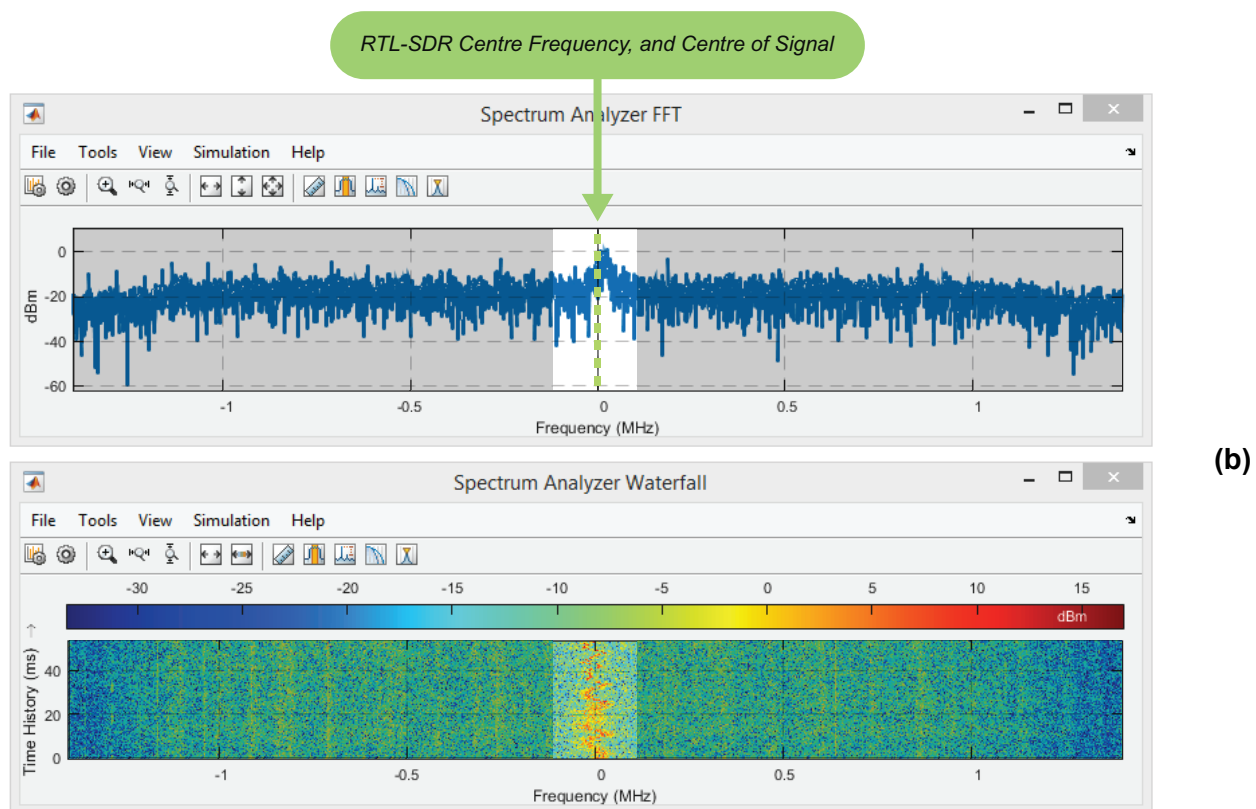 RTL-SDR Centre Frequency, and Centre of Signal
Spectrum Analyzer FFT
File Tools View Simulation Help
0
-20
-40
-60
dBm
-1 -0.5 0 0.5 1
Frequency (MHz)
(b)
Spectrum Analyzer Waterfall
File Tools View Simulation Help
-30 -25 -20 -15 -10 -5 0 5 10 15
dBm
40
20
0
Time History (ms)
-1 -0.5 0 0.5 1
Frequency (MHz)